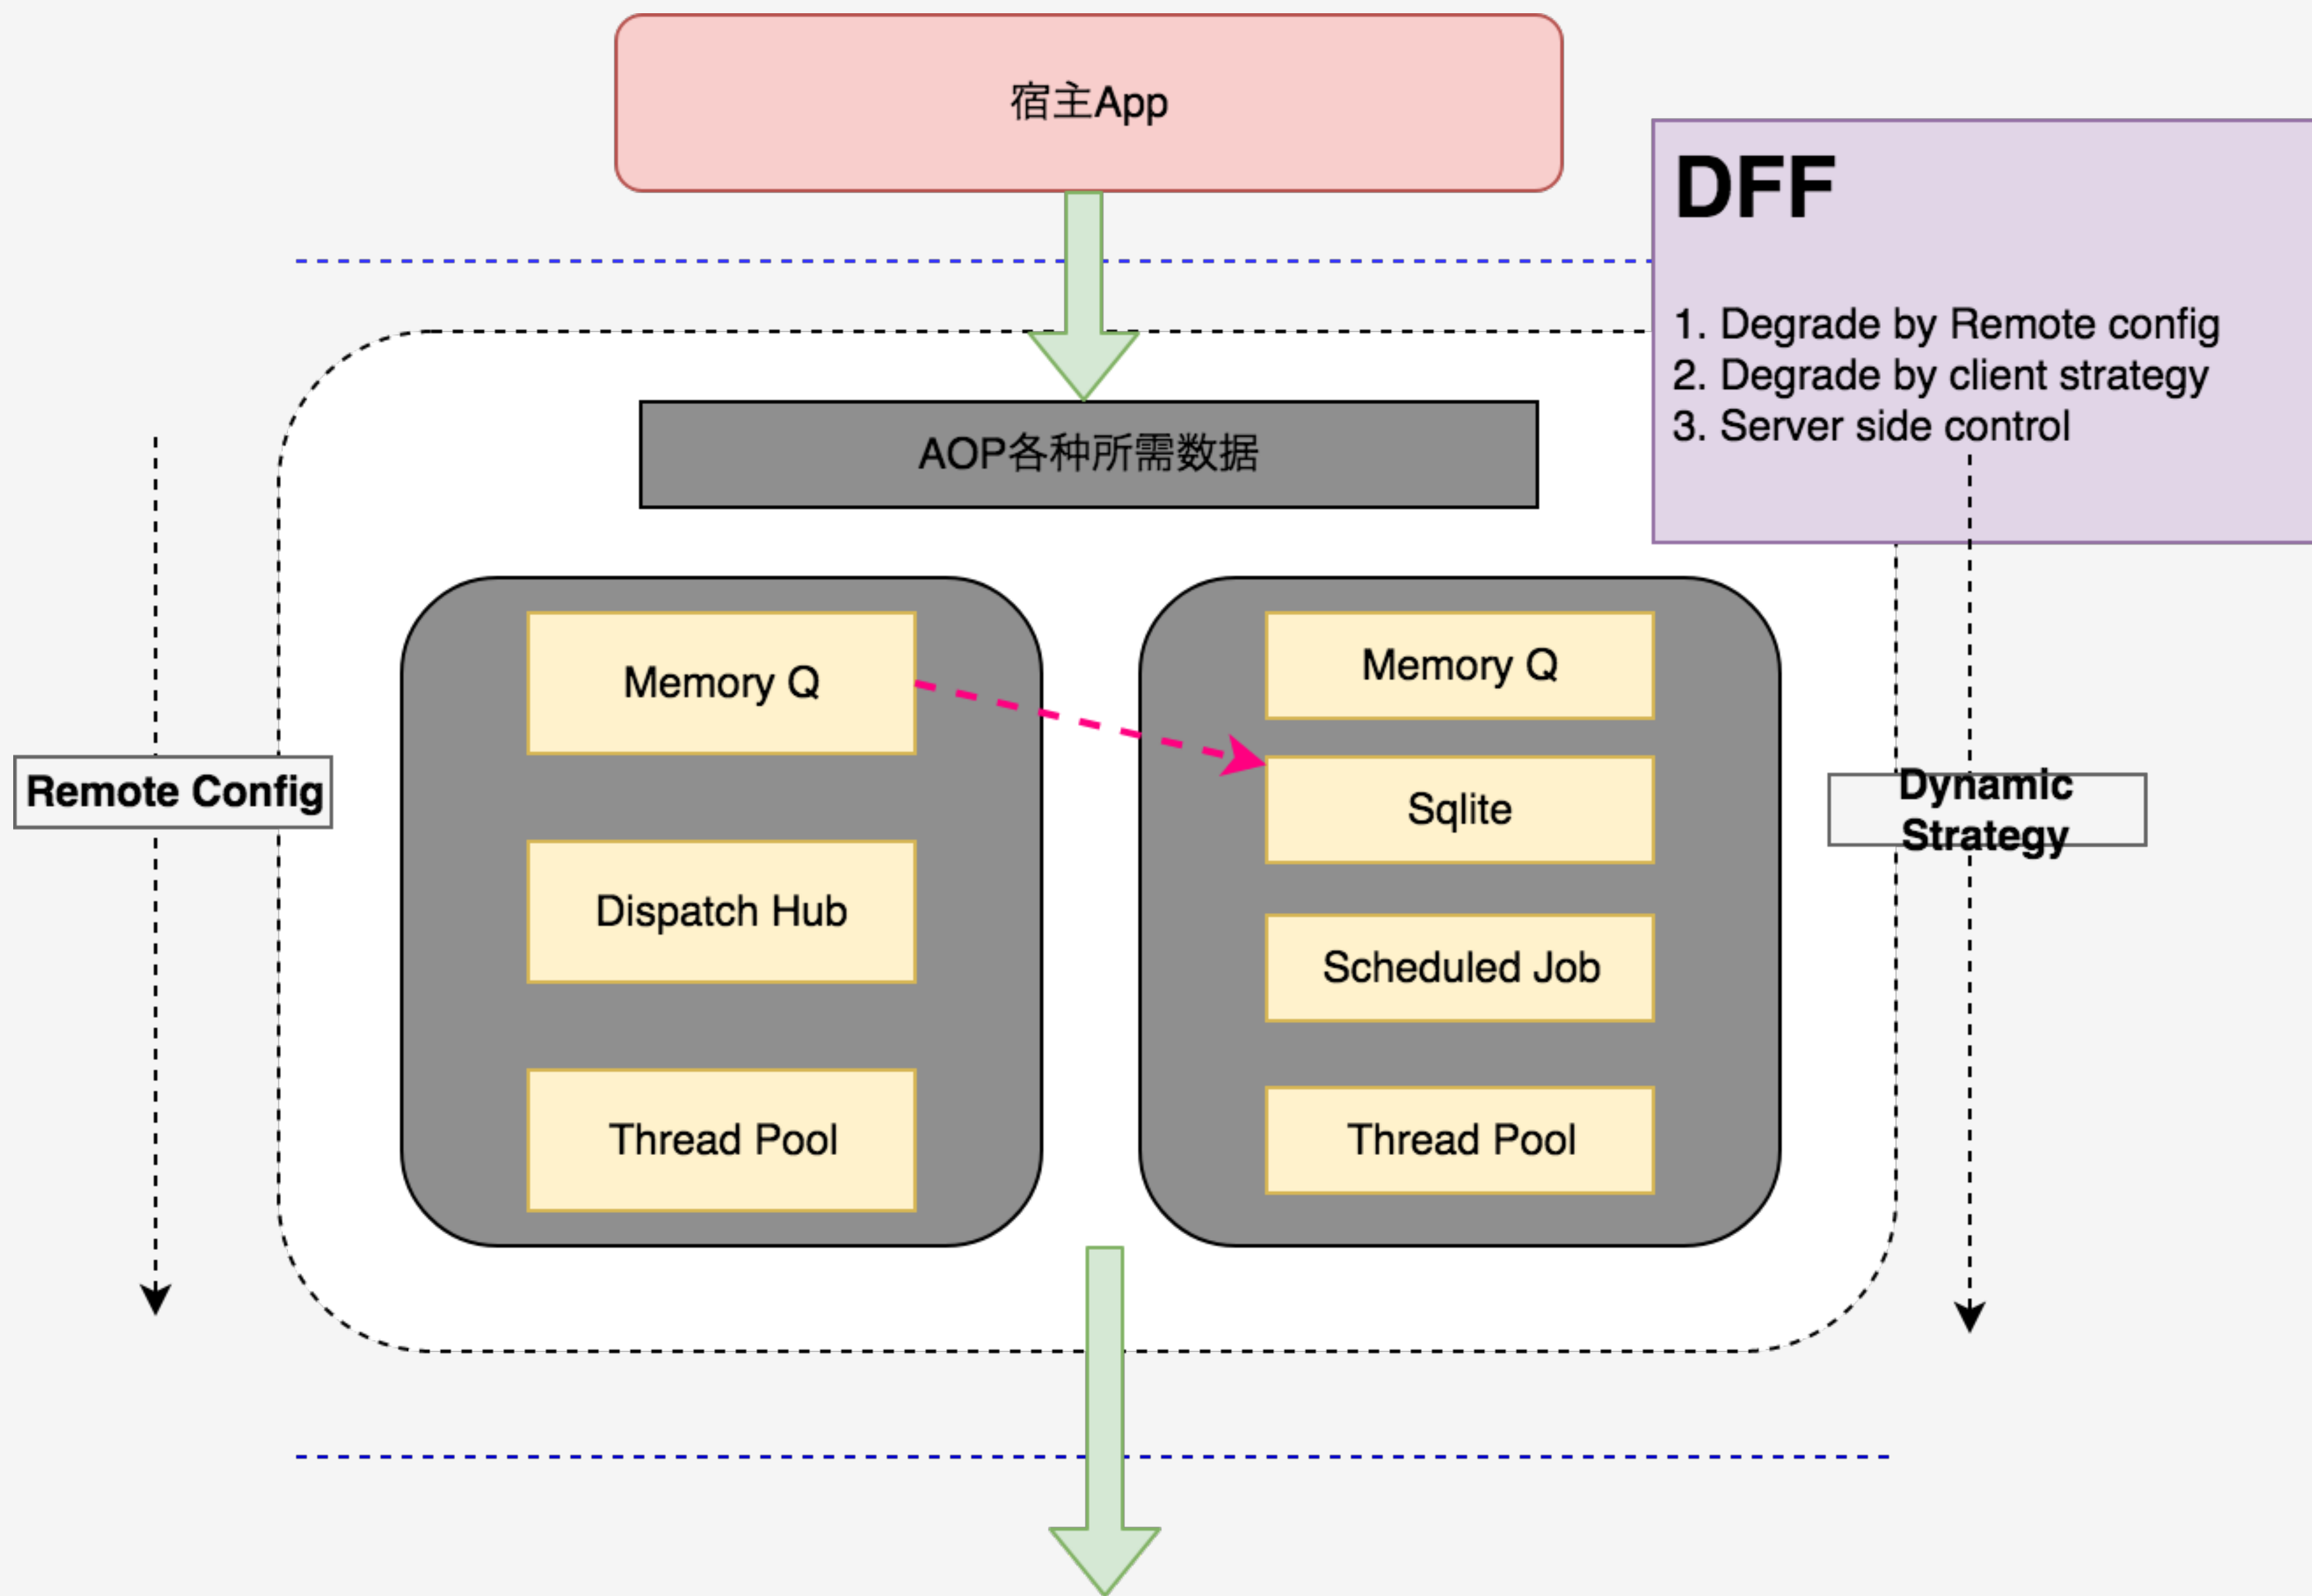 宿主App
DFF
1. Degrade by Remote config
2. Degrade by client strategy
3. Server side control
AOP各种所需数据
Memory Q
Dispatch Hub
Thread Pool
Memory Q
Sqlite
Scheduled Job
Thread Pool
Remote Config
Dynamic
Strategy